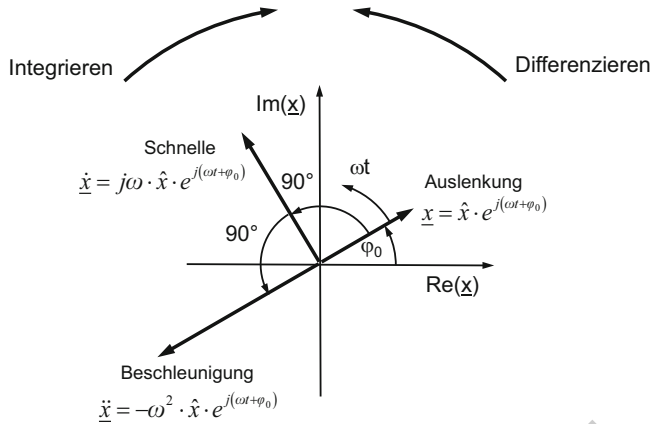 Integrieren
Differenzieren
Im(x)
Schnelle
ẋ = jω · x̂ · e^{j(ωt+φ₀)}
90°
ωt
Auslenkung
x = x̂ · e^{j(ωt+φ₀)}
90°
φ₀
Re(x)
Beschleunigung
ẍ = −ω² · x̂ · e^{j(ωt+φ₀)}